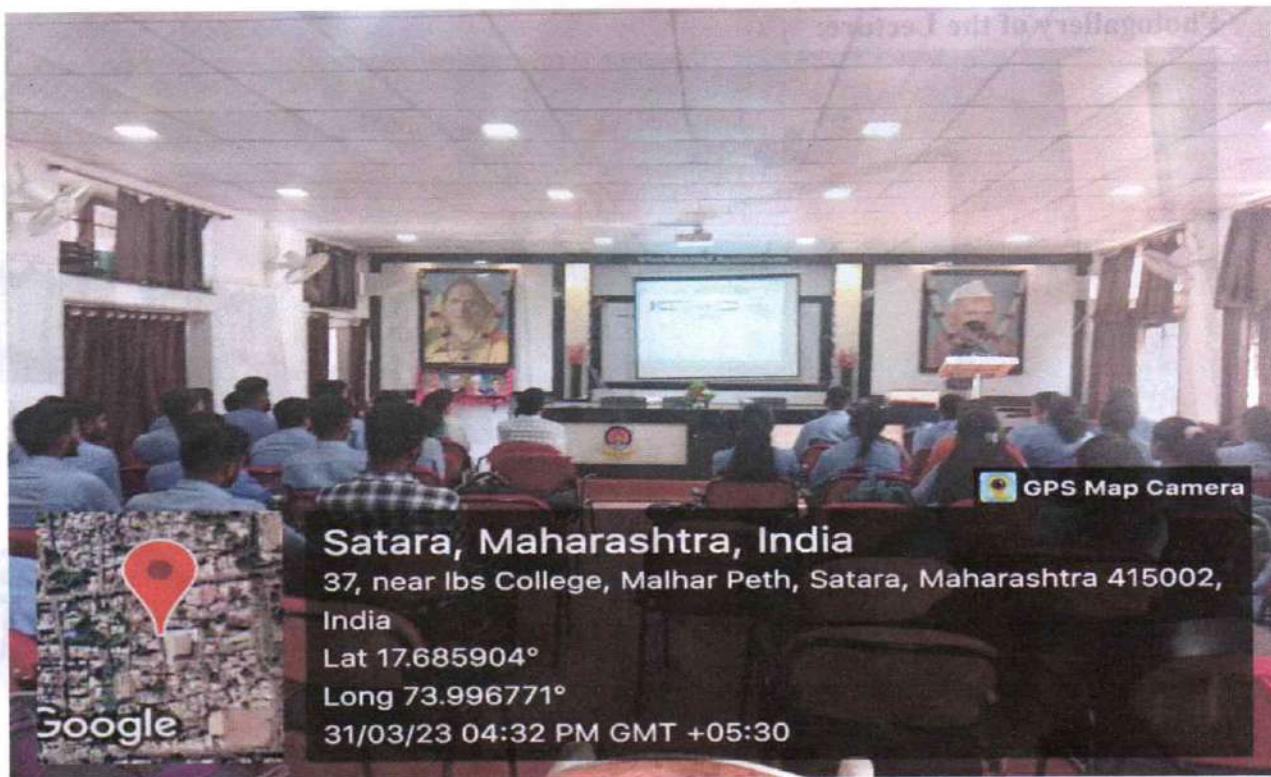 GPS Map Camera
Satara, Maharashtra, India
37, near lbs College, Malhar Peth, Satara, Maharashtra 415002,
India
Lat 17.685904°
Long 73.996771°
31/03/23 04:32 PM GMT +05:30
Google